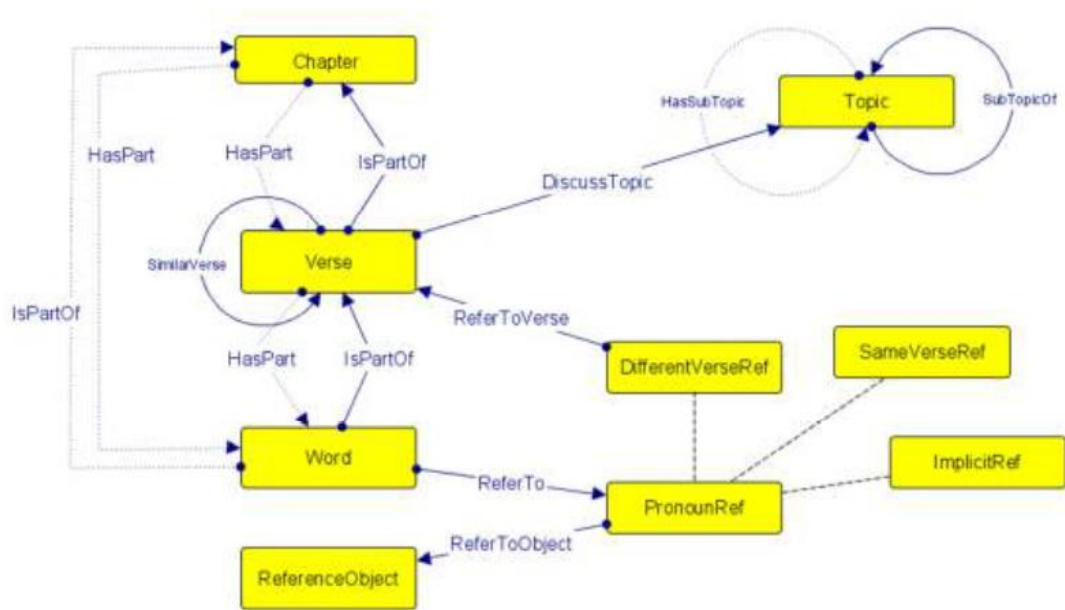 Chapter
HasSubTopic
Topic
SubTopicOf
HasPart
HasPart
IsPartOf
DiscussTopic
Verse
SimilarVerse
IsPartOf
ReferToVerse
HasPart
IsPartOf
DifferentVerseRef
SameVerseRef
Word
ImplicitRef
ReferTo
PronounRef
ReferToObject
ReferenceObject